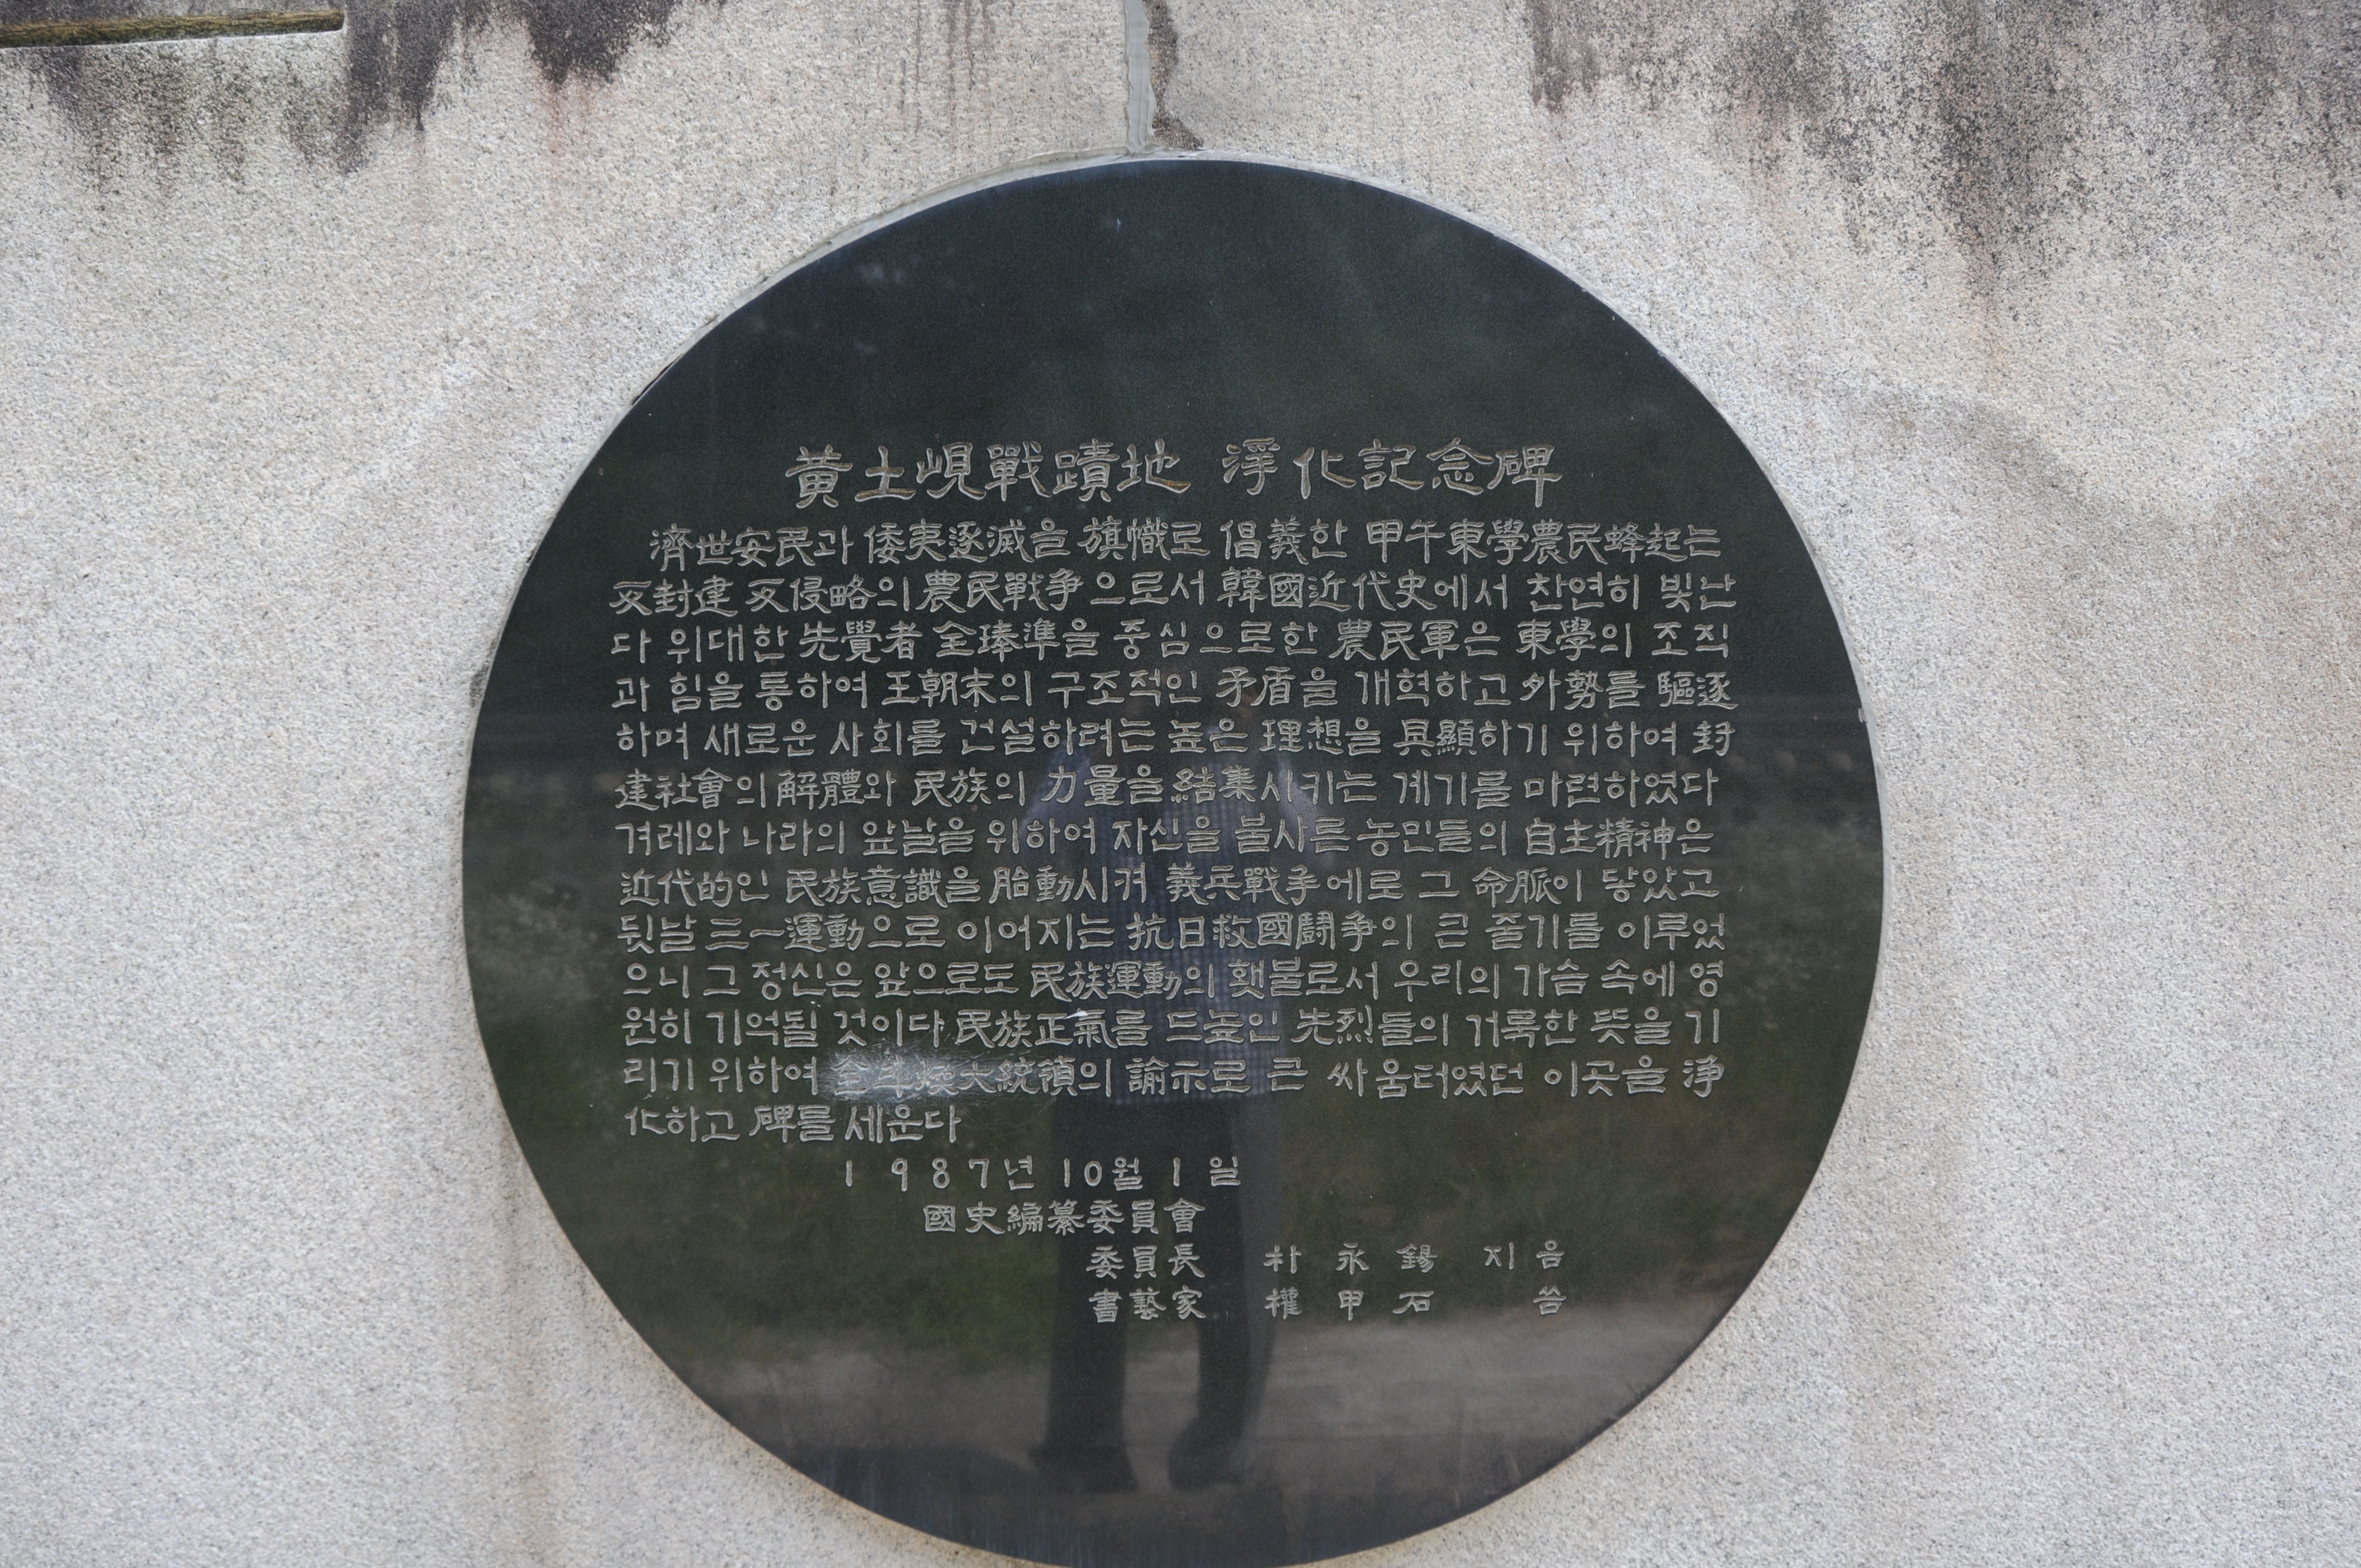 黄土峴戰蹟地 淨化記念碑
濟世安民과 倭夷逐滅을 旗幟로 倡義한 甲午東學農民蜂起는
反封建 反侵略의 農民戰爭으로서 韓國近代史에서 찬연히 빛난
다 위대한 先覺者 全琫準을 중심으로한 農民軍은 東學의 조직
과 힘을 통하여 王朝末의 구조적인 矛盾을 개혁하고 外勢를 驅逐
하며 새로운 사회를 건설하려는 높은 理想을 具顯하기 위하여 封
建社會의 解體와 民族의 力量을 結集시키는 계기를 마련하였다
겨레와 나라의 앞날을 위하여 자신을 불사른 농민들의 自主精神은
近代的인 民族意識을 胎動시켜 義兵戰爭에로 그 命脈이 닿았고
뒷날 三一運動으로 이어지는 抗日救國鬪爭의 큰 줄기를 이루었
으니 그 정신은 앞으로도 民族運動의 횃불로서 우리의 가슴 속에 영
원히 기억될 것이다 民族正氣를 드높인 先烈들의 거룩한 뜻을 기
리기 위하여 全斗煥大統領의 諭示로 큰 싸움터였던 이곳을 淨
化하고 碑를 세운다
1987년 10월 1일
國史編纂委員會
委員長 朴永錫 지음
書藝家 權甲石 씀